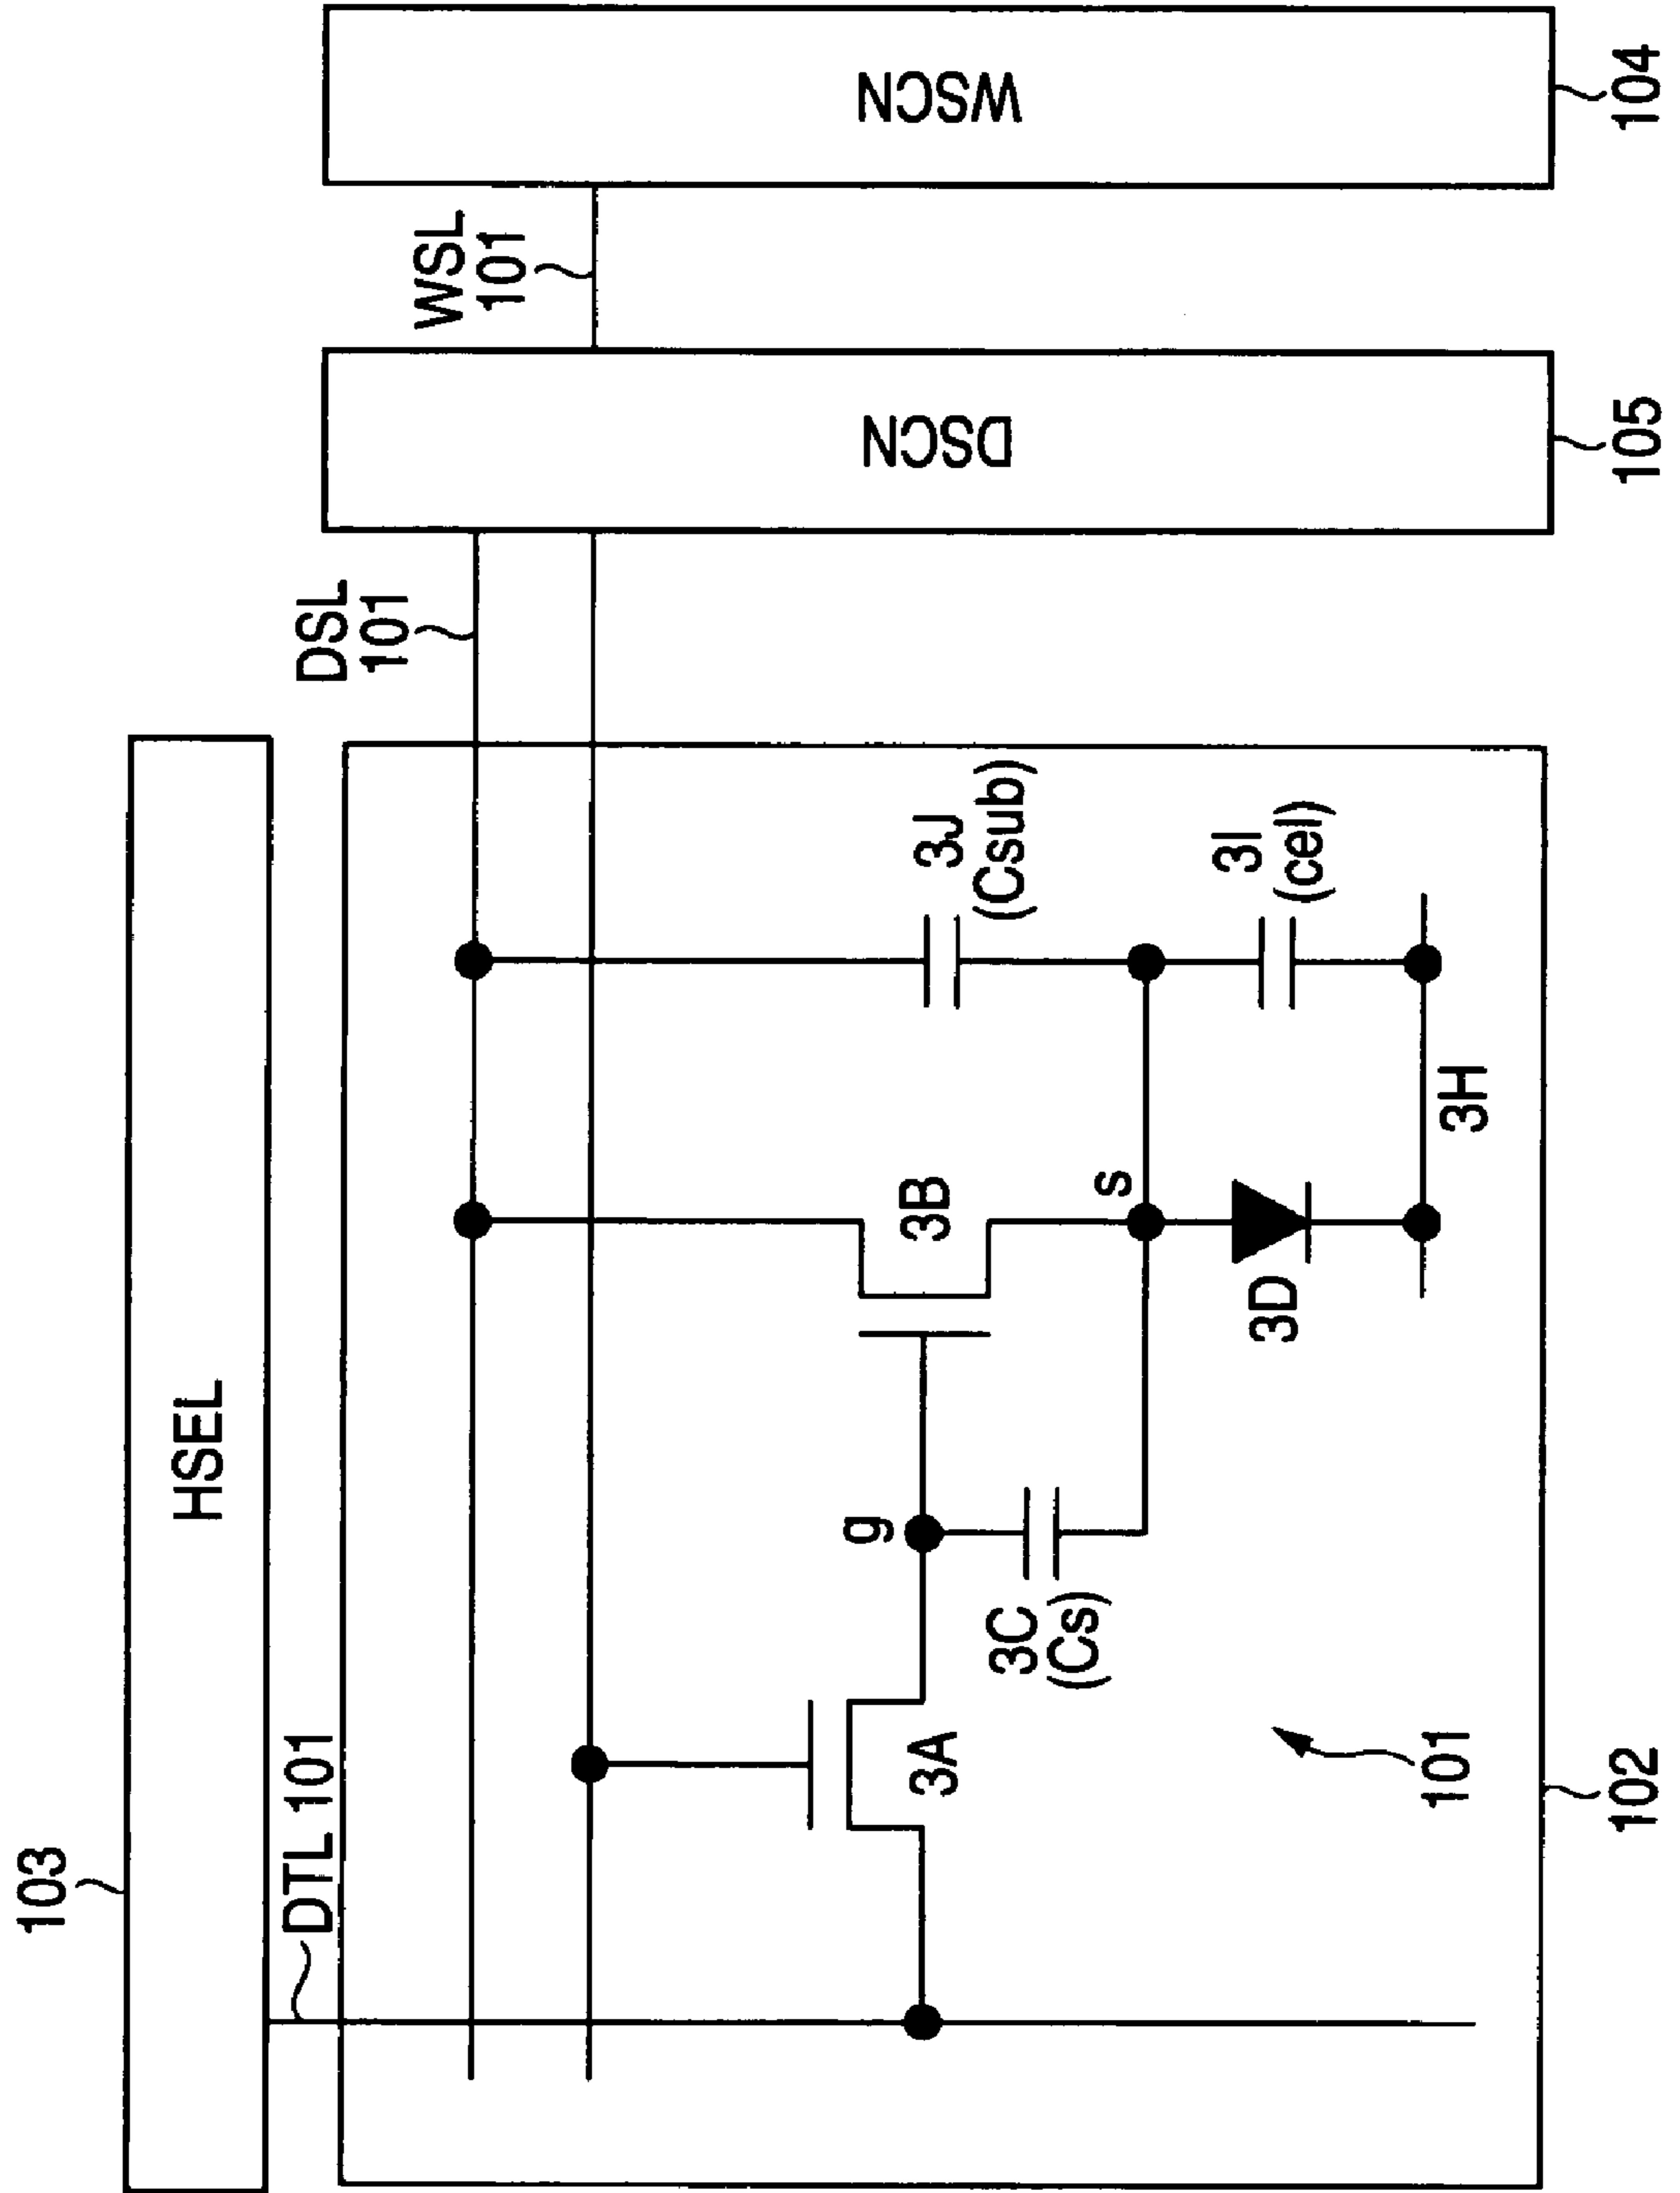 103
HSEL
DTL 101
DSL
101
WSL
101
DSCN
105
WSCN
104
3A
g
3C
(Cs)
3B
s
3D
3H
3J
(Csub)
3I
(cel)
101
102